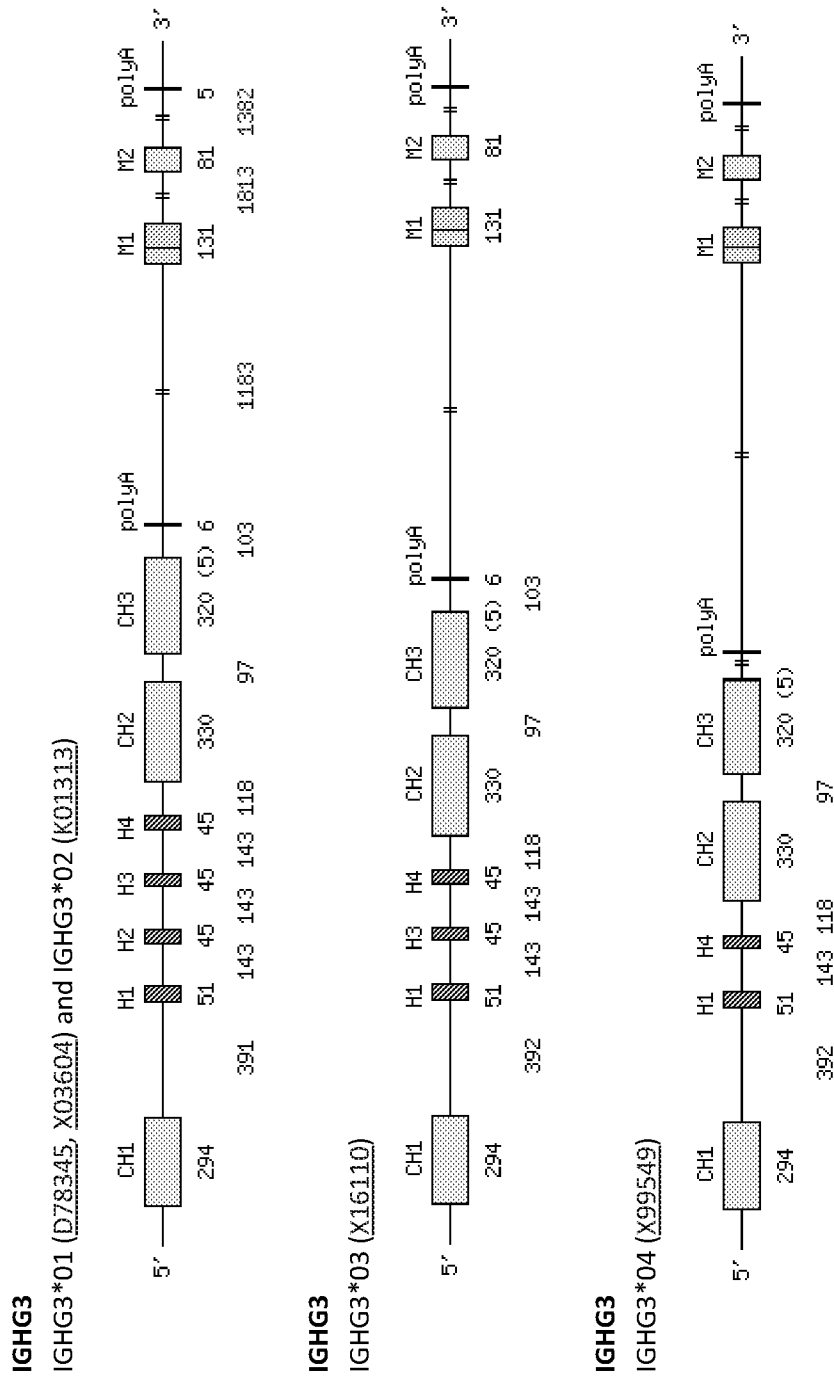 IGHG3
IGHG3*01 (D78345, X03604) and IGHG3*02 (K01313)
CH1 H1 H2 H3 H4 CH2 CH3 polyA M1 M2 polyA
5′ 3′
294 51 45 45 45 330 320 (5) 6 131 81 5
391 143 143 143 118 97 103 1183 1813 1382
IGHG3*03 (X16110)
CH1 H1 H3 H4 CH2 CH3 polyA M1 M2 polyA
5′ 3′
294 51 45 45 330 320 (5) 6 131 81
392 143 143 118 97 103
IGHG3
IGHG3*04 (X99549)
CH1 H1 H4 CH2 CH3 polyA M1 M2 polyA
5′ 3′
294 51 45 330 320 (5)
392 143 118 97